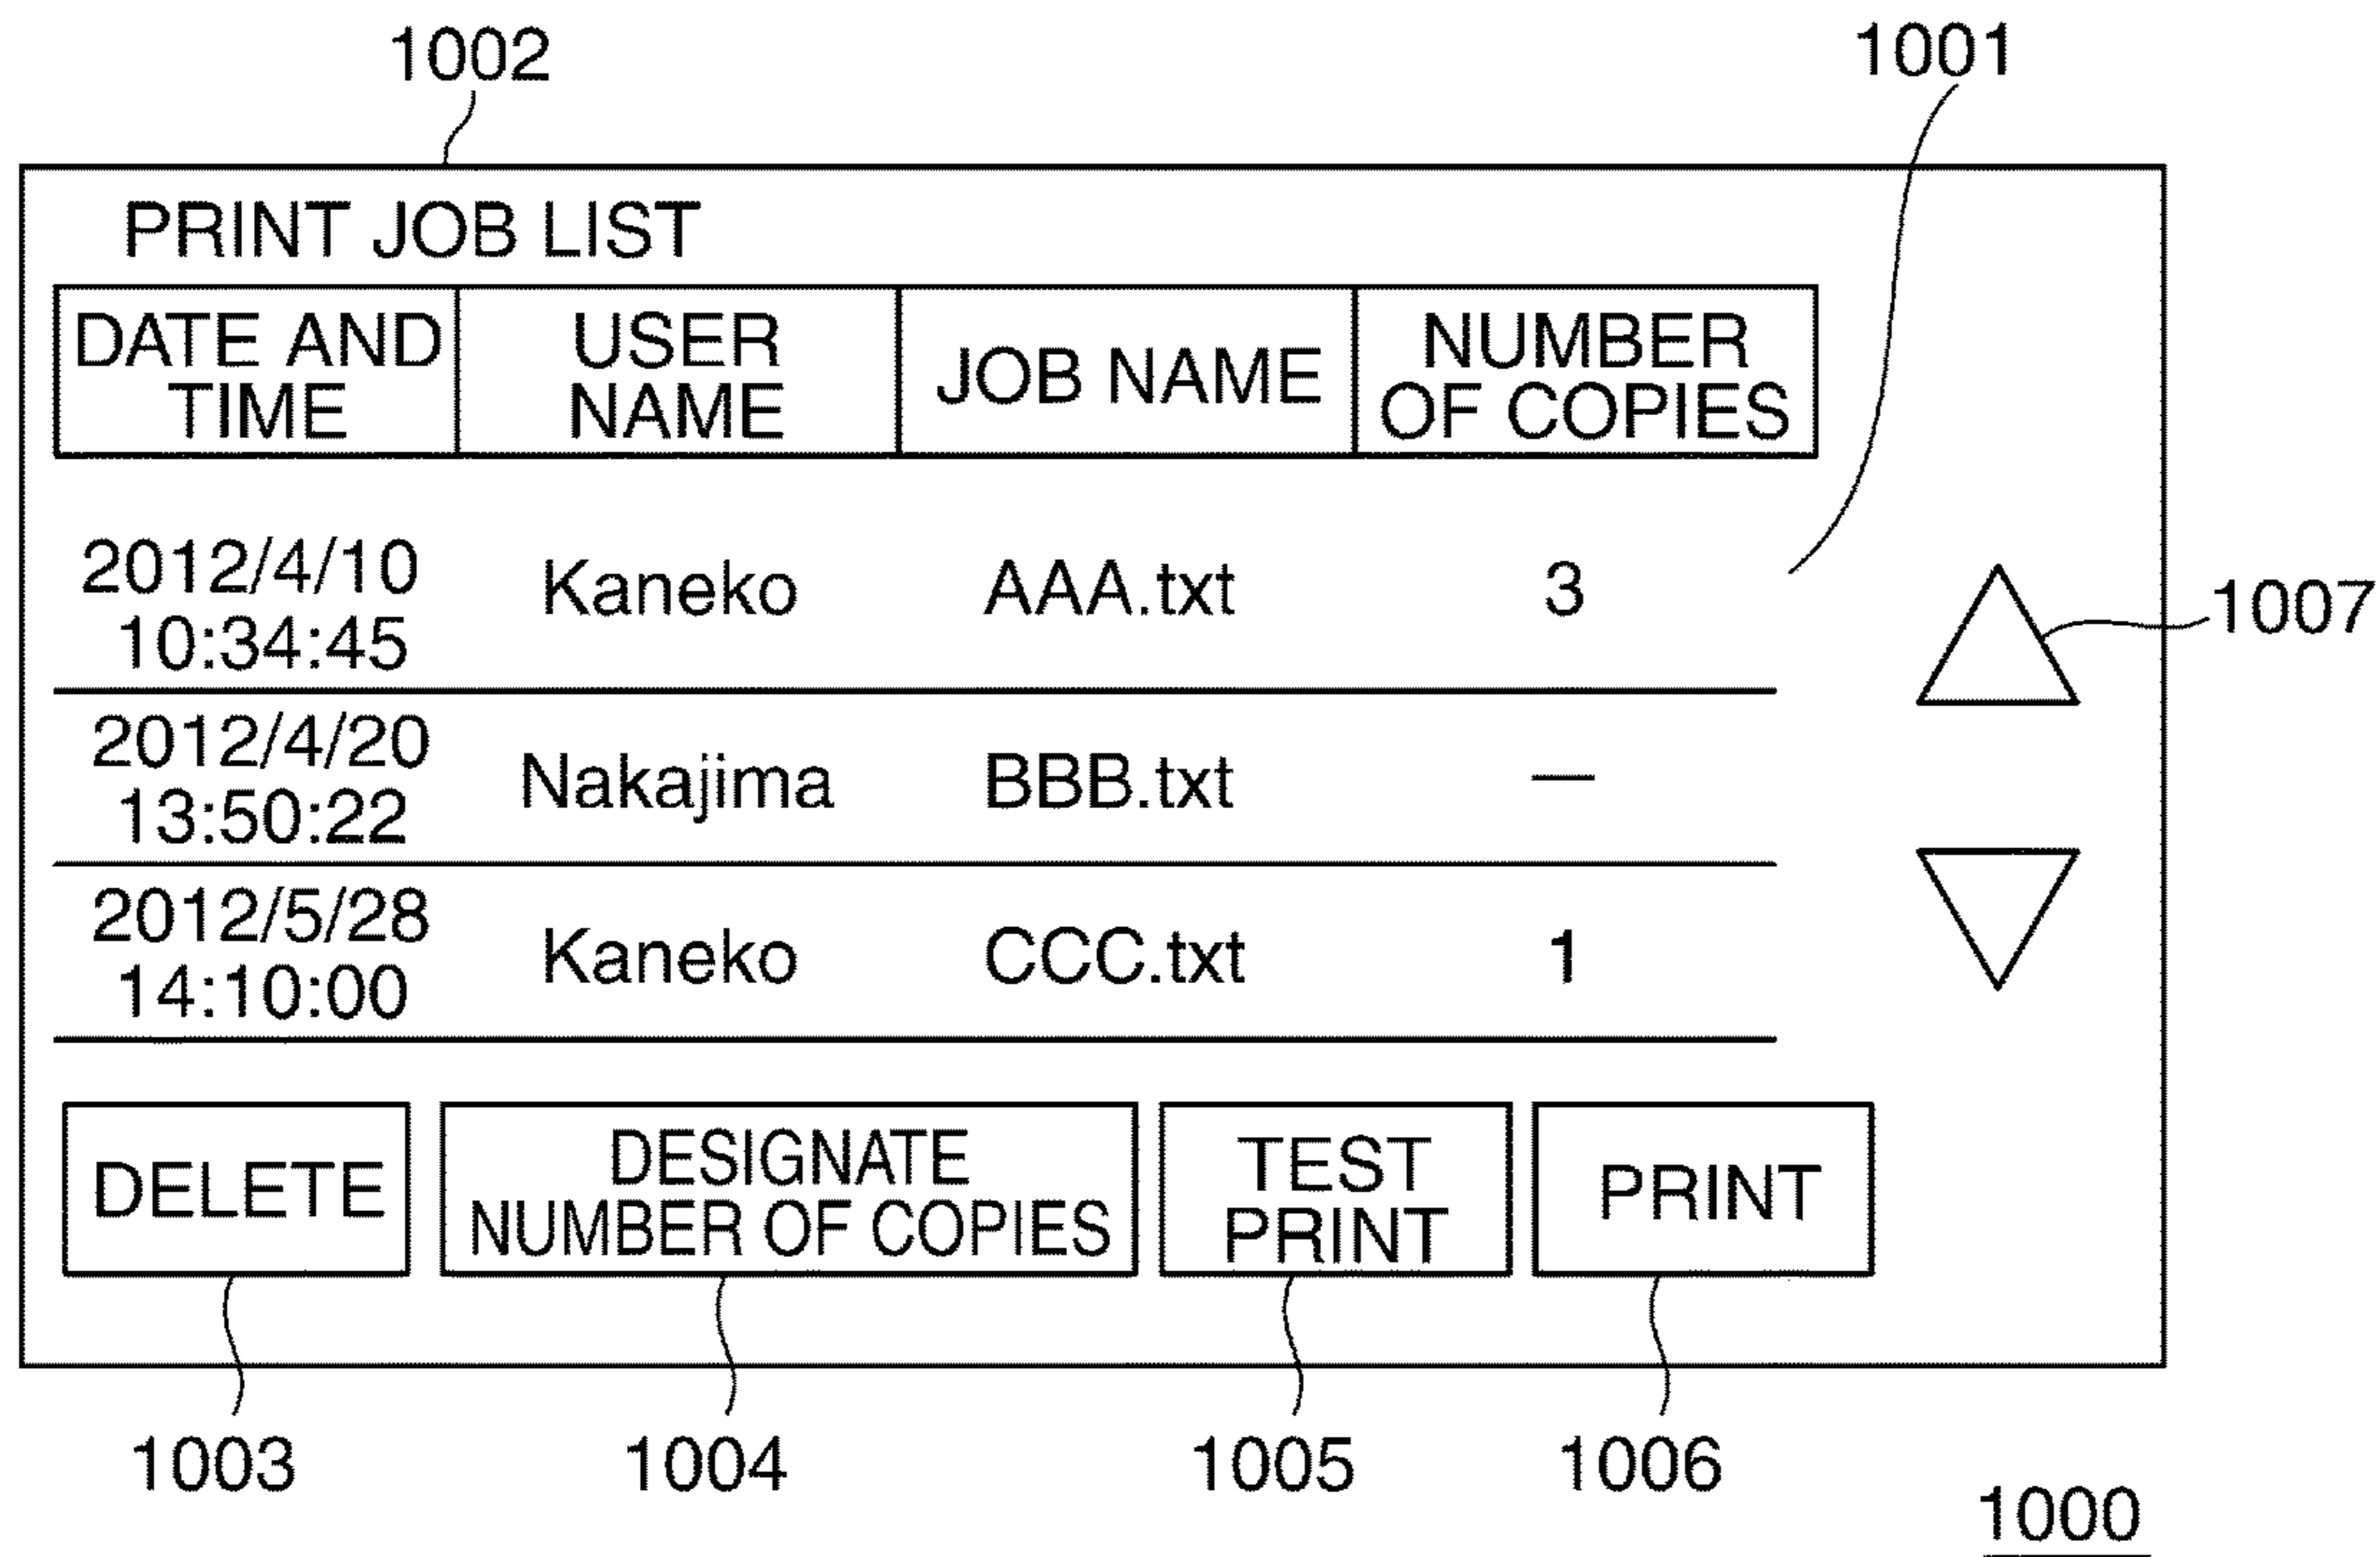 1002
1001
PRINT JOB LIST
DATE AND TIME
USER NAME
JOB NAME
NUMBER OF COPIES
2012/4/10 10:34:45
Kaneko
AAA.txt
3
1007
2012/4/20 13:50:22
Nakajima
BBB.txt
—
2012/5/28 14:10:00
Kaneko
CCC.txt
1
DELETE
DESIGNATE NUMBER OF COPIES
TEST PRINT
PRINT
1003
1004
1005
1006
1000